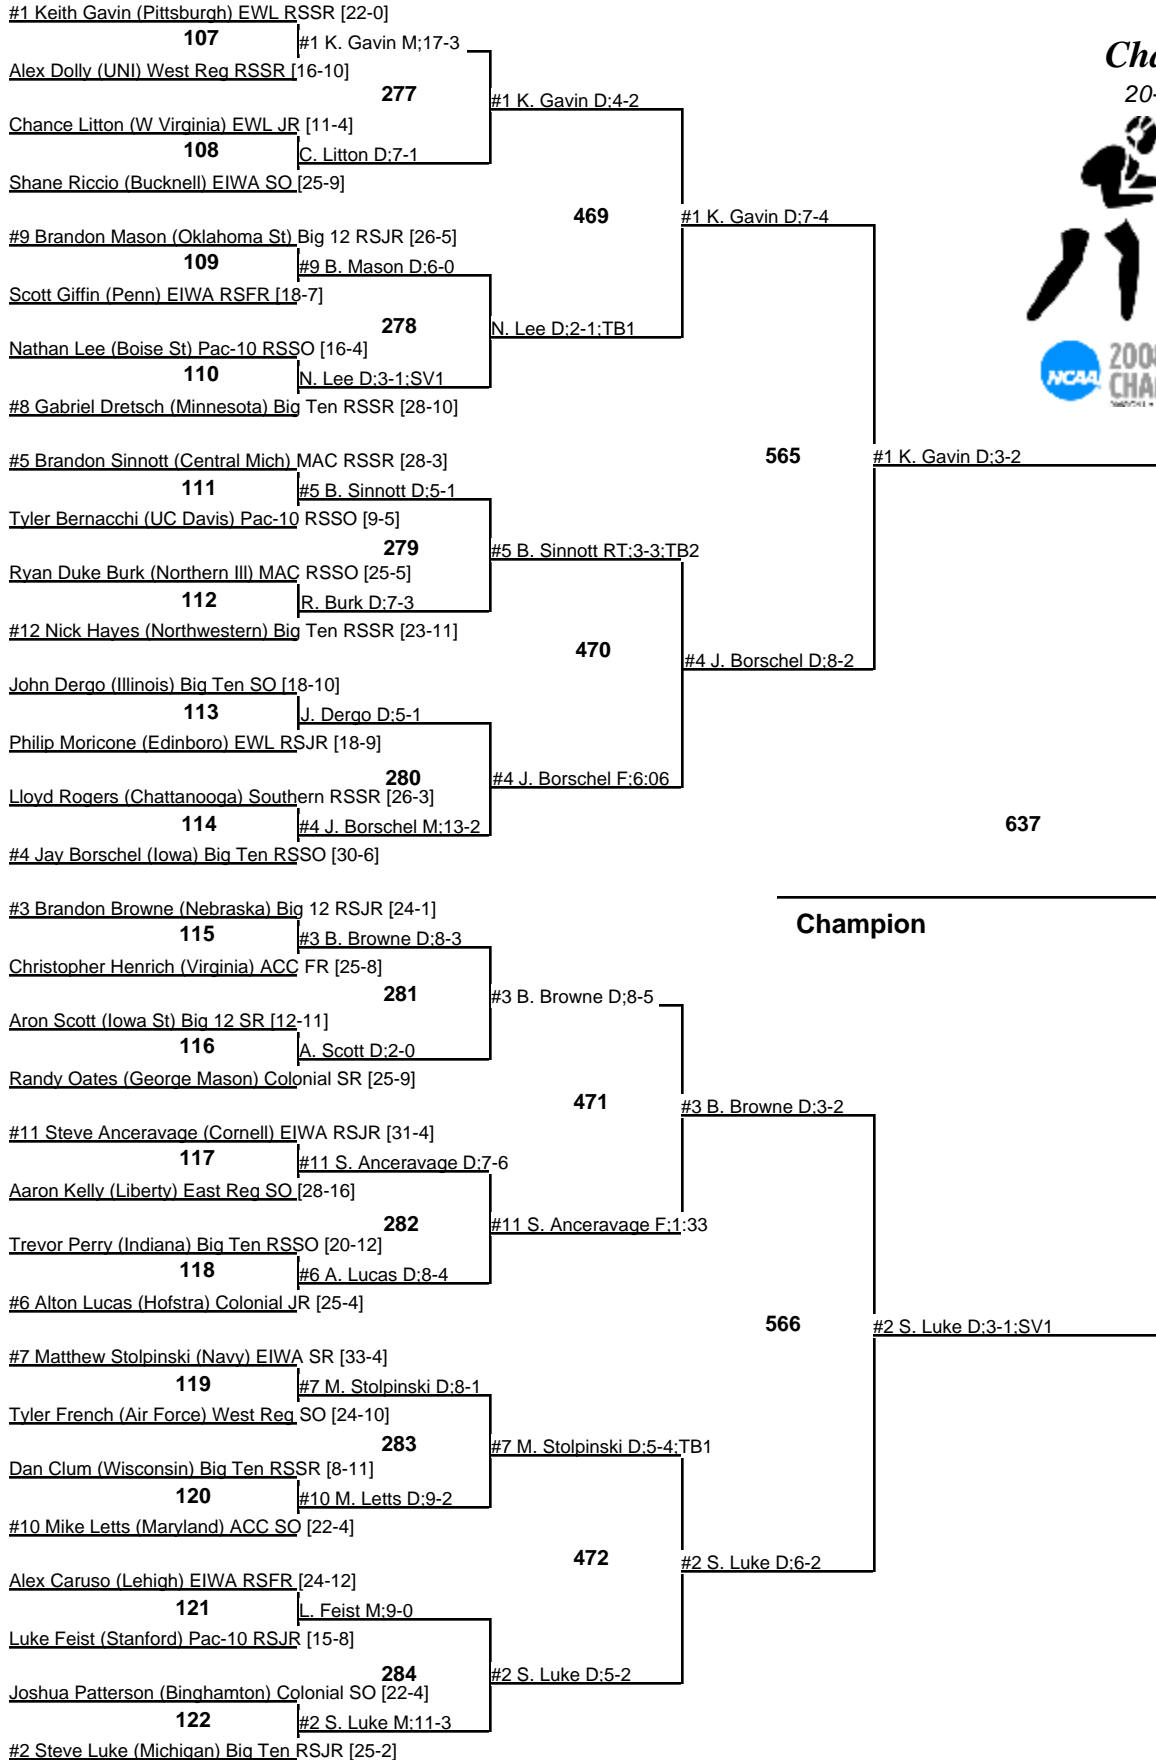 #1 Keith Gavin (Pittsburgh) EWL RSSR [22-0]
107
#1 K. Gavin M;17-3
Alex Dolly (UNI) West Reg RSSR [16-10]
277
#1 K. Gavin D;4-2
Chance Litton (W Virginia) EWL JR [11-4]
108
C. Litton D;7-1
Shane Riccio (Bucknell) EIWA SO [25-9]
469
#1 K. Gavin D;7-4
#9 Brandon Mason (Oklahoma St) Big 12 RSJR [26-5]
109
#9 B. Mason D;6-0
Scott Giffin (Penn) EIWA RSFR [18-7]
278
N. Lee D;2-1;TB1
Nathan Lee (Boise St) Pac-10 RSSO [16-4]
110
N. Lee D;3-1;SV1
#8 Gabriel Dretsch (Minnesota) Big Ten RSSR [28-10]
565
#1 K. Gavin D;3-2
#5 Brandon Sinnott (Central Mich) MAC RSSR [28-3]
111
#5 B. Sinnott D;5-1
Tyler Bernacchi (UC Davis) Pac-10 RSSO [9-5]
279
#5 B. Sinnott RT;3-3;TB2
Ryan Duke Burk (Northern Ill) MAC RSSO [25-5]
112
R. Burk D;7-3
#12 Nick Hayes (Northwestern) Big Ten RSSR [23-11]
470
#4 J. Borschel D;8-2
John Dergo (Illinois) Big Ten SO [18-10]
113
J. Dergo D;5-1
Philip Moricone (Edinboro) EWL RSJR [18-9]
280
#4 J. Borschel F;6:06
Lloyd Rogers (Chattanooga) Southern RSSR [26-3]
114
#4 J. Borschel M;13-2
#4 Jay Borschel (Iowa) Big Ten RSSO [30-6]
637
Champion
#3 Brandon Browne (Nebraska) Big 12 RSJR [24-1]
115
#3 B. Browne D;8-3
Christopher Henrich (Virginia) ACC FR [25-8]
281
#3 B. Browne D;8-5
Aron Scott (Iowa St) Big 12 SR [12-11]
116
A. Scott D;2-0
Randy Oates (George Mason) Colonial SR [25-9]
471
#3 B. Browne D;3-2
#11 Steve Anceravage (Cornell) EIWA RSJR [31-4]
117
#11 S. Anceravage D;7-6
Aaron Kelly (Liberty) East Reg SO [28-16]
282
#11 S. Anceravage F;1:33
Trevor Perry (Indiana) Big Ten RSSO [20-12]
118
#6 A. Lucas D;8-4
#6 Alton Lucas (Hofstra) Colonial JR [25-4]
566
#2 S. Luke D;3-1;SV1
#7 Matthew Stolpinski (Navy) EIWA SR [33-4]
119
#7 M. Stolpinski D;8-1
Tyler French (Air Force) West Reg SO [24-10]
283
#7 M. Stolpinski D;5-4;TB1
Dan Clum (Wisconsin) Big Ten RSSR [8-11]
120
#10 M. Letts D;9-2
#10 Mike Letts (Maryland) ACC SO [22-4]
472
#2 S. Luke D;6-2
Alex Caruso (Lehigh) EIWA RSFR [24-12]
121
L. Feist M;9-0
Luke Feist (Stanford) Pac-10 RSJR [15-8]
284
#2 S. Luke D;5-2
Joshua Patterson (Binghamton) Colonial SO [22-4]
122
#2 S. Luke M;11-3
#2 Steve Luke (Michigan) Big Ten RSJR [25-2]
Cha
20-
NCAA
200
CHA